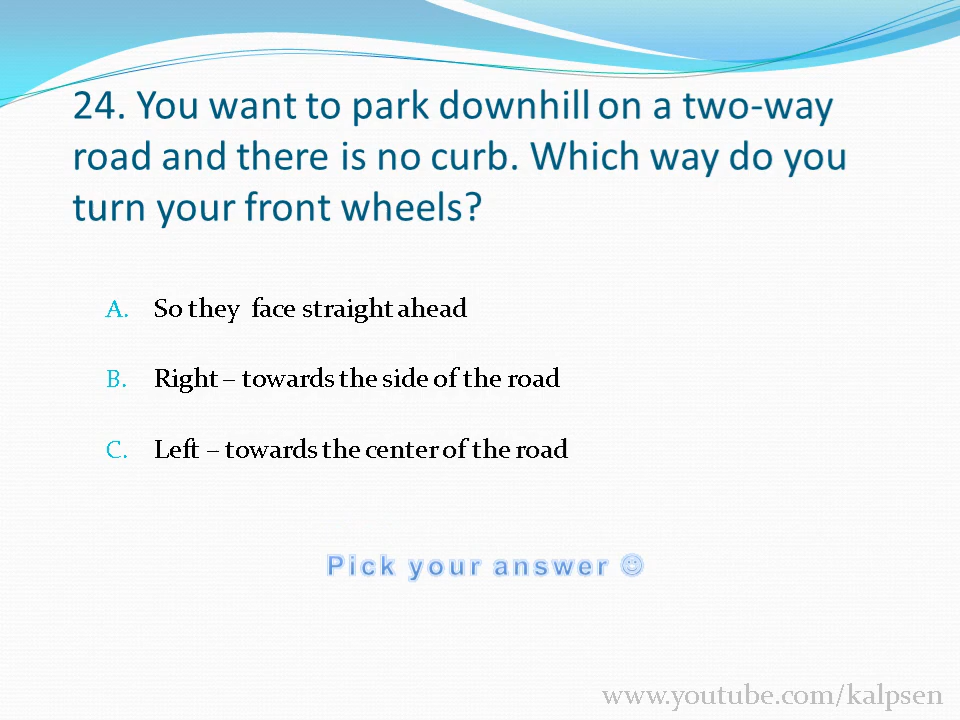 24. You want to park downhill on a two-way
road and there is no curb. Which way do you
turn your front wheels?
A. So they face straight ahead
B. Right – towards the side of the road
C. Left – towards the center of the road
Pick your answer ☺
www.youtube.com/kalpsen